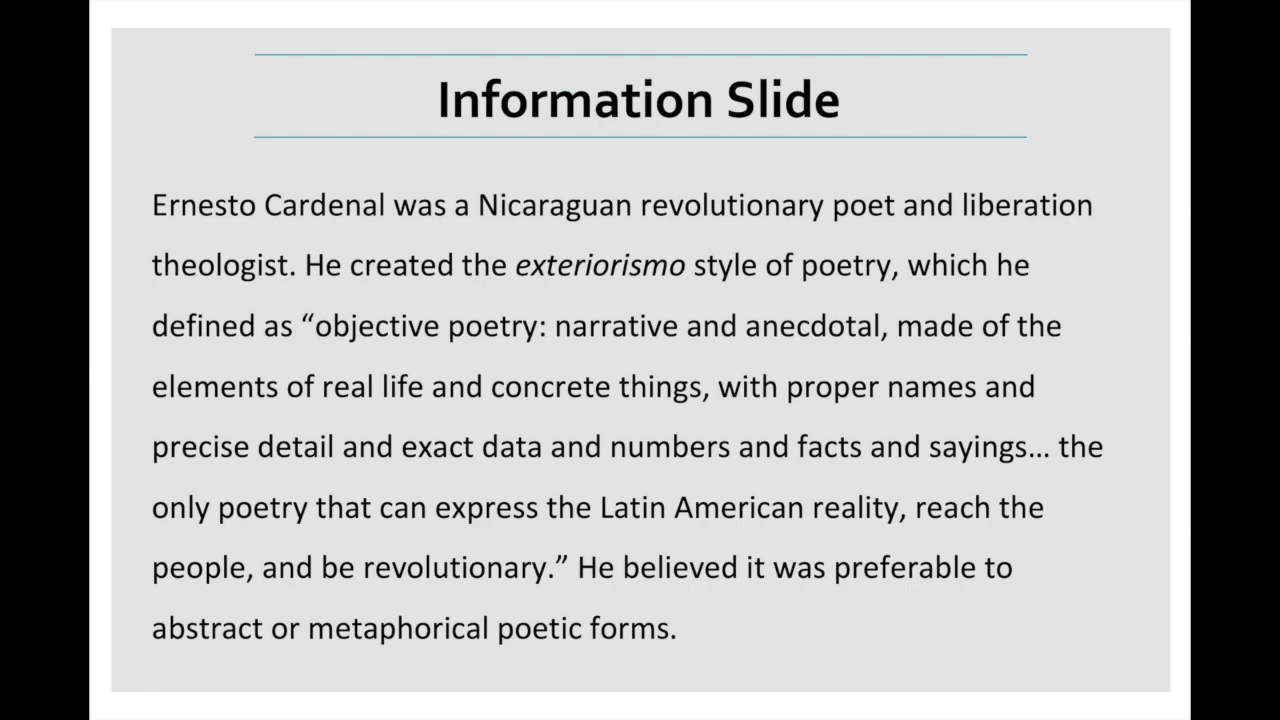 Information Slide
Ernesto Cardenal was a Nicaraguan revolutionary poet and liberation
theologist. He created the exteriorismo style of poetry, which he
defined as “objective poetry: narrative and anecdotal, made of the
elements of real life and concrete things, with proper names and
precise detail and exact data and numbers and facts and sayings... the
only poetry that can express the Latin American reality, reach the
people, and be revolutionary.” He believed it was preferable to
abstract or metaphorical poetic forms.